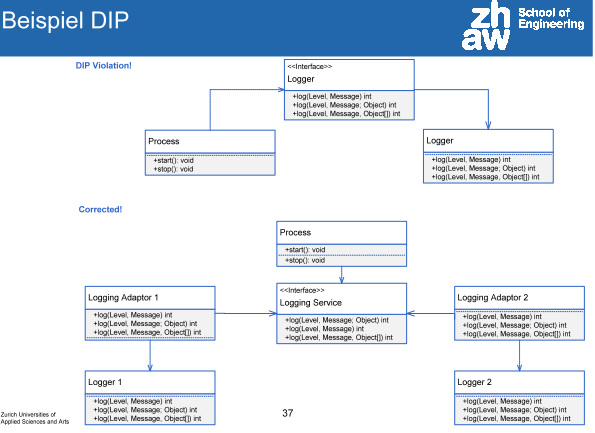 Beispiel DIP
zh
aw
School of
Engineering
DIP Violation!
<<Interface>>
Logger
+log(Level, Message) int
+log(Level, Message; Object) int
+log(Level, Message, Object[]) int
Process
+start(): void
+stop(): void
Logger
+log(Level, Message) int
+log(Level, Message; Object) int
+log(Level, Message, Object[]) int
Corrected!
Process
+start(): void
+stop(): void
Logging Adaptor 1
+log(Level, Message) int
+log(Level, Message; Object) int
+log(Level, Message, Object[]) int
<<Interface>>
Logging Service
+log(Level, Message; Object) int
+log(Level, Message) int
+log(Level, Message, Object[]) int
Logging Adaptor 2
+log(Level, Message) int
+log(Level, Message; Object) int
+log(Level, Message, Object[]) int
Logger 1
+log(Level, Message) int
+log(Level, Message; Object) int
+log(Level, Message, Object[]) int
Logger 2
+log(Level, Message) int
+log(Level, Message; Object) int
+log(Level, Message, Object[]) int
Zurich Universities of
Applied Sciences and Arts
37